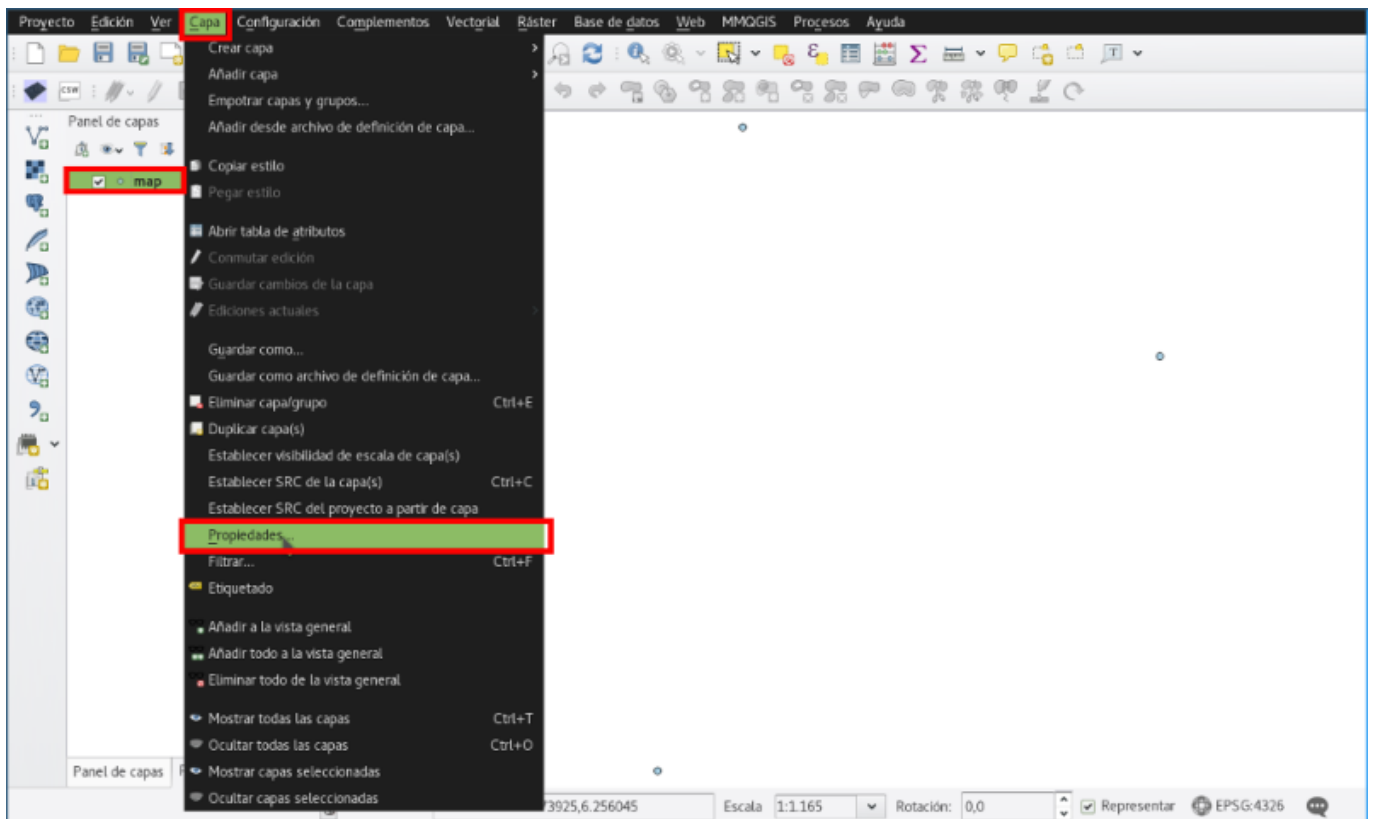 Proyecto Edición Ver Capa Configuración Complementos Vectorial Ráster Base de datos Web MMQGIS Procesos Ayuda
Crear capa
Añadir capa
CSW
Empotrar capas y grupos...
Panel de capas
Añadir desde archivo de definición de capa...
Copiar estilo
map
Pegar estilo
Abrir tabla de atributos
Conmutar edición
Guardar cambios de la capa
Ediciones actuales
Guardar como...
Guardar como archivo de definición de capa...
Eliminar capa/grupo Ctrl+E
Duplicar capa(s)
Establecer visibilidad de escala de capa(s)
Establecer SRC de la capa(s) Ctrl+C
Establecer SRC del proyecto a partir de capa
Propiedades...
Filtrar... Ctrl+F
Etiquetado
Añadir a la vista general
Añadir todo a la vista general
Eliminar todo de la vista general
Mostrar todas las capas Ctrl+T
Ocultar todas las capas Ctrl+O
Panel de capas
Mostrar capas seleccionadas
Ocultar capas seleccionadas
3925,6.256045 Escala 1:1.165 Rotación: 0,0 Representar EPSG:4326